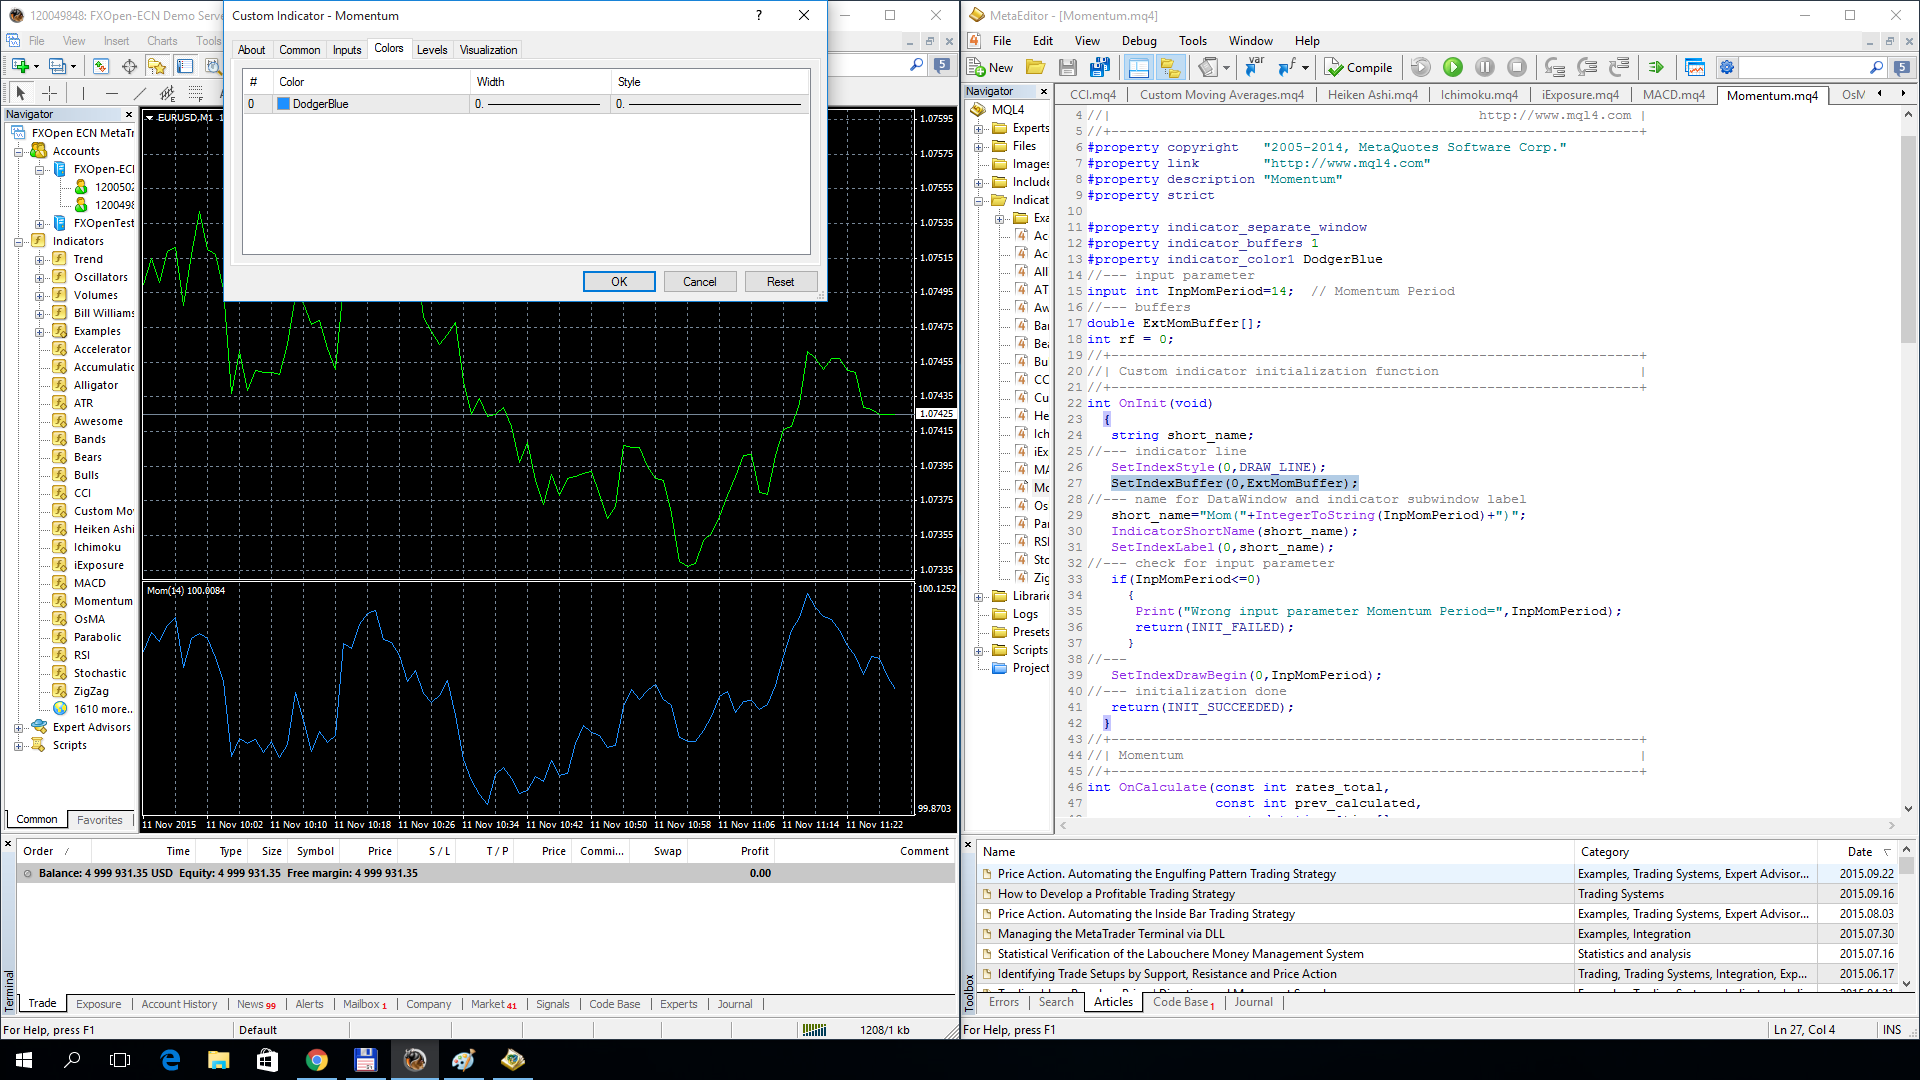 120049848: FXOpen-ECN Demo Serve
File View Insert Charts Tools
5
Navigator
FXOpen ECN MetaTr
Accounts
FXOpen-ECN
1200502
1200498
FXOpenTest
Indicators
Trend
Oscillators
Volumes
Bill Williams
Examples
Accelerator
Accumulatic
Alligator
ATR
Awesome
Bands
Bears
Bulls
CCI
Custom Mo
Heiken Ashi
Ichimoku
iExposure
MACD
Momentum
OsMA
Parabolic
RSI
Stochastic
ZigZag
1610 more...
Expert Advisors
Scripts
Common Favorites
Custom Indicator - Momentum
?
About Common Inputs Colors Levels Visualization
# Color Width Style
0 DodgerBlue 0. 0.
OK Cancel Reset
EURUSD,M1
1.07595
1.07575
1.07555
1.07535
1.07515
1.07495
1.07475
1.07455
1.07435
1.07425
1.07415
1.07395
1.07375
1.07355
1.07335
Mom(14) 100.0084
100.1252
99.8703
11 Nov 2015 11 Nov 10:02 11 Nov 10:10 11 Nov 10:18 11 Nov 10:26 11 Nov 10:34 11 Nov 10:42 11 Nov 10:50 11 Nov 10:58 11 Nov 11:06 11 Nov 11:14 11 Nov 11:22
Order / Time Type Size Symbol Price S / L T / P Price Commi... Swap Profit Comment
Balance: 4 999 931.35 USD Equity: 4 999 931.35 Free margin: 4 999 931.35 0.00
Terminal
Trade Exposure Account History News 99 Alerts Mailbox 1 Company Market 41 Signals Code Base Experts Journal
For Help, press F1 Default 1208/1 kb
MetaEditor - [Momentum.mq4]
File Edit View Debug Tools Window Help
New var f Compile 5
Navigator
MQL4
Experts
Files
Images
Include
Indicat
Exa
Ac
Ac
All
AT
Aw
Bar
Bea
Bu
CC
Cu
He
Ich
iEx
MA
Mo
Os
Par
RSI
Sto
Zig
Librarie
Logs
Presets
Scripts
Project
CCI.mq4 Custom Moving Averages.mq4 Heiken Ashi.mq4 Ichimoku.mq4 iExposure.mq4 MACD.mq4 Momentum.mq4 OsM
4 //| http://www.mql4.com |
5 //+------------------------------------------------------------------+
6 #property copyright "2005-2014, MetaQuotes Software Corp."
7 #property link "http://www.mql4.com"
8 #property description "Momentum"
9 #property strict
10
11 #property indicator_separate_window
12 #property indicator_buffers 1
13 #property indicator_color1 DodgerBlue
14 //--- input parameter
15 input int InpMomPeriod=14; // Momentum Period
16 //--- buffers
17 double ExtMomBuffer[];
18 int rf = 0;
19 //+------------------------------------------------------------------+
20 //| Custom indicator initialization function |
21 //+------------------------------------------------------------------+
22 int OnInit(void)
23 {
24 string short_name;
25 //--- indicator line
26 SetIndexStyle(0,DRAW_LINE);
27 SetIndexBuffer(0,ExtMomBuffer);
28 //--- name for DataWindow and indicator subwindow label
29 short_name="Mom("+IntegerToString(InpMomPeriod)+")";
30 IndicatorShortName(short_name);
31 SetIndexLabel(0,short_name);
32 //--- check for input parameter
33 if(InpMomPeriod<=0)
34 {
35 Print("Wrong input parameter Momentum Period=",InpMomPeriod);
36 return(INIT_FAILED);
37 }
38 //---
39 SetIndexDrawBegin(0,InpMomPeriod);
40 //--- initialization done
41 return(INIT_SUCCEEDED);
42 }
43 //+------------------------------------------------------------------+
44 //| Momentum |
45 //+------------------------------------------------------------------+
46 int OnCalculate(const int rates_total,
47 const int prev_calculated,
Name Category Date
Price Action. Automating the Engulfing Pattern Trading Strategy Examples, Trading Systems, Expert Advisor... 2015.09.22
How to Develop a Profitable Trading Strategy Trading Systems 2015.09.16
Price Action. Automating the Inside Bar Trading Strategy Examples, Trading Systems, Expert Advisor... 2015.08.03
Managing the MetaTrader Terminal via DLL Examples, Integration 2015.07.30
Statistical Verification of the Labouchere Money Management System Statistics and analysis 2015.07.16
Identifying Trade Setups by Support, Resistance and Price Action Trading, Trading Systems, Integration, Exp... 2015.06.17
Toolbox
Errors Search Articles Code Base 1 Journal
For Help, press F1 Ln 27, Col 4 INS